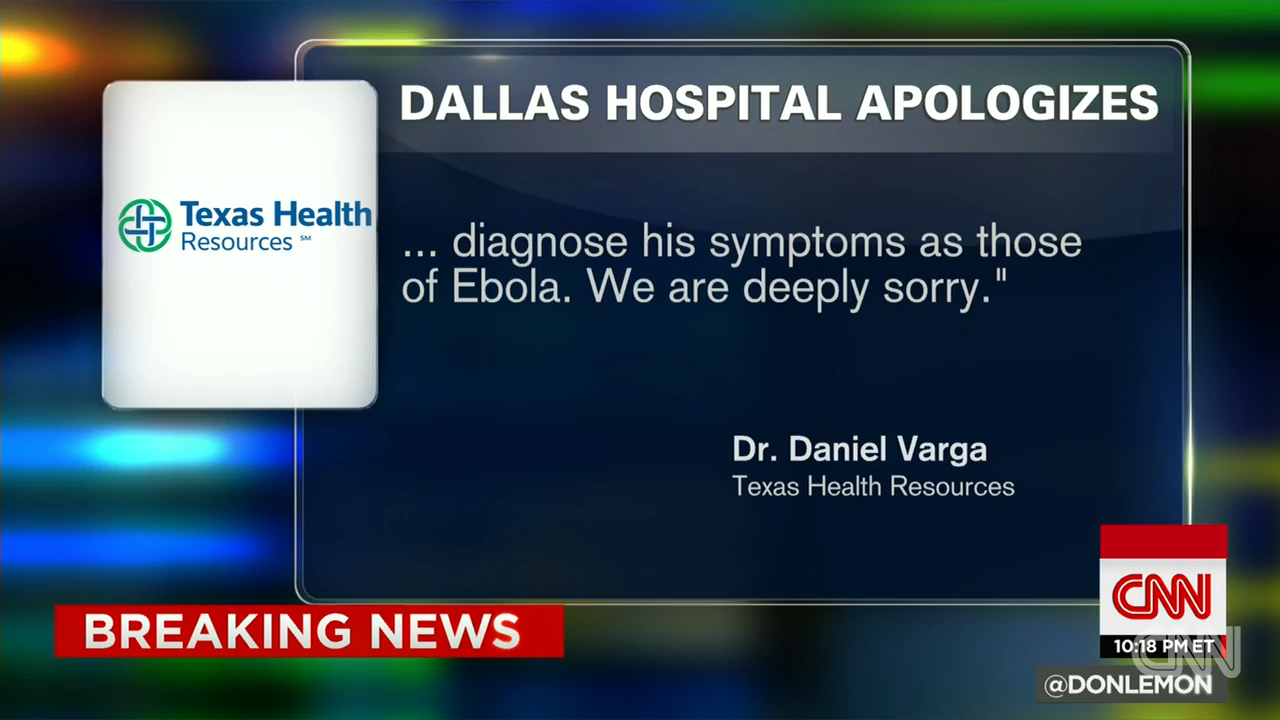 DALLAS HOSPITAL APOLOGIZES
Texas Health
Resources SM
... diagnose his symptoms as those
of Ebola. We are deeply sorry."
Dr. Daniel Varga
Texas Health Resources
BREAKING NEWS
CNN
10:18 PM ET
CNN
@DONLEMON